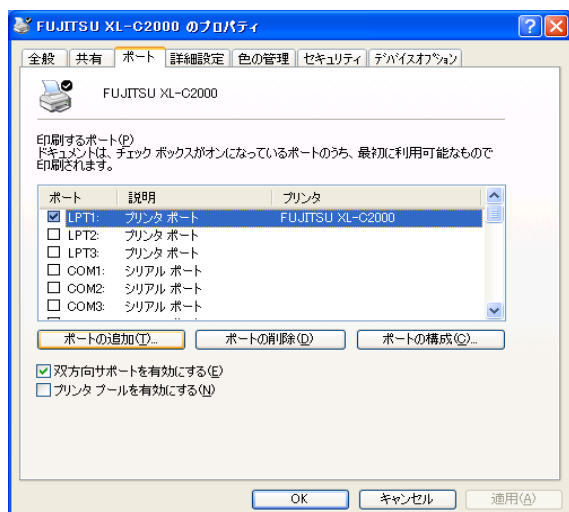 FUJITSU XL-C2000 のプロパティ
全般 共有 ポート 詳細設定 色の管理 セキュリティ デバイスオプション
FUJITSU XL-C2000
印刷するポート(P)
ドキュメントは、チェック ボックスがオンになっているポートのうち、最初に利用可能なもので
印刷されます。
ポート 説明 プリンタ
LPT1: プリンタ ポート FUJITSU XL-C2000
LPT2: プリンタ ポート
LPT3: プリンタ ポート
COM1: シリアル ポート
COM2: シリアル ポート
COM3: シリアル ポート
ポートの追加(T)... ポートの削除(D) ポートの構成(C)...
双方向サポートを有効にする(E)
プリンタ プールを有効にする(N)
OK キャンセル 適用(A)